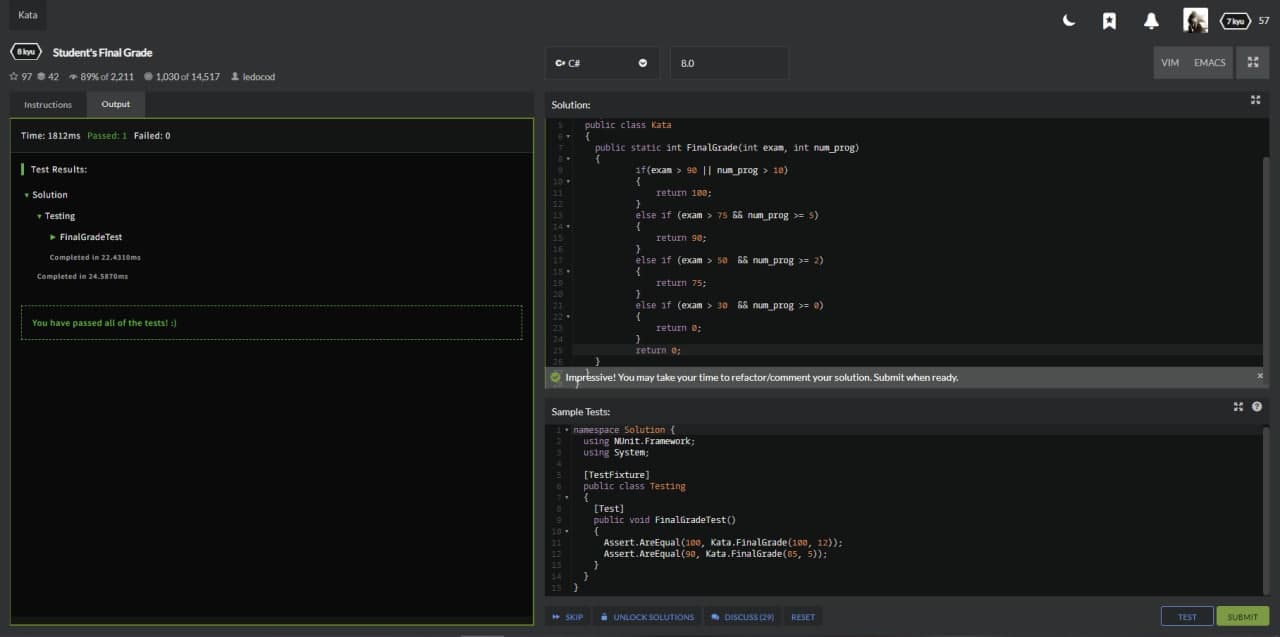 Kata
7 kyu 57
8 kyu Student's Final Grade
97 42 89% of 2,211 1,030 of 14,517 ledocod
C# 8.0 VIM EMACS
Instructions Output
Time: 1812ms Passed: 1 Failed: 0
Test Results:
Solution
Testing
FinalGradeTest
Completed in 22.4310ms
Completed in 24.5870ms
You have passed all of the tests! :)
Solution:
5 public class Kata
6 {
7 public static int FinalGrade(int exam, int num_prog)
8 {
9 if(exam > 90 || num_prog > 10)
10 {
11 return 100;
12 }
13 else if (exam > 75 && num_prog >= 5)
14 {
15 return 90;
16 }
17 else if (exam > 50  && num_prog >= 2)
18 {
19 return 75;
20 }
21 else if (exam > 30  && num_prog >= 0)
22 {
23 return 0;
24 }
25 return 0;
26 }
}
Impressive! You may take your time to refactor/comment your solution. Submit when ready.
}
Sample Tests:
1 namespace Solution {
2 using NUnit.Framework;
3 using System;
4
5 [TestFixture]
6 public class Testing
7 {
8 [Test]
9 public void FinalGradeTest()
10 {
11 Assert.AreEqual(100, Kata.FinalGrade(100, 12));
12 Assert.AreEqual(90, Kata.FinalGrade(85, 5));
13 }
14 }
15 }
SKIP UNLOCK SOLUTIONS DISCUSS (29) RESET TEST SUBMIT